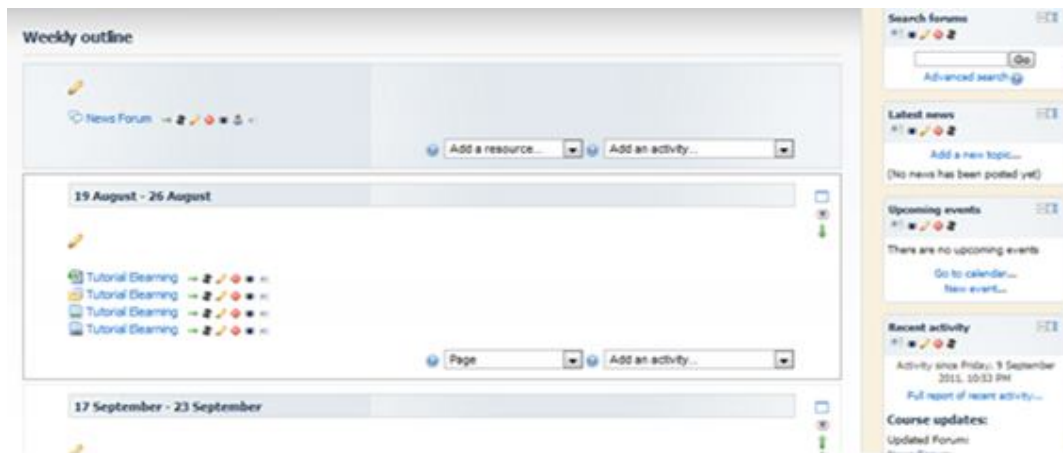 Weekly outline
News Forum
Add a resource...
Add an activity...
19 August - 26 August
Tutorial Elearning
Tutorial Elearning
Tutorial Elearning
Tutorial Elearning
Page
Add an activity...
17 September - 23 September
Search forums
Go
Advanced search
Latest news
Add a new topic...
(No news has been posted yet)
Upcoming events
There are no upcoming events
Go to calendar...
New event...
Recent activity
Activity since Friday, 9 September
2011, 10:53 PM
Full report of recent activity...
Course updates:
Updated Forum:
News Forum